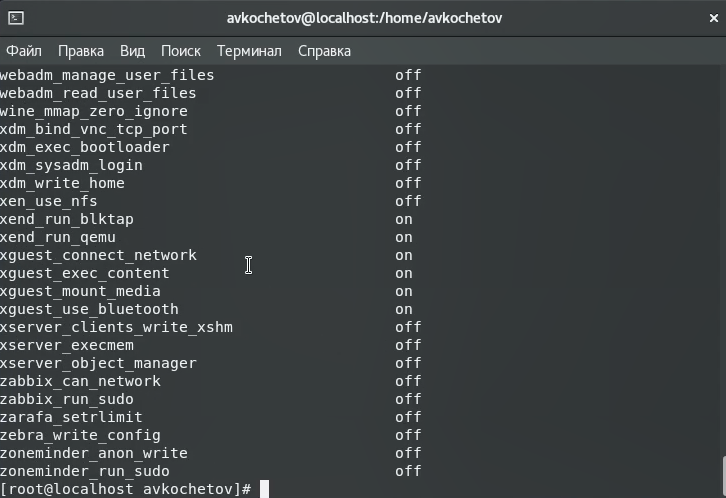 avkochetov@localhost:/home/avkochetov
Файл Правка Вид Поиск Терминал Справка
webadm_manage_user_files off
webadm_read_user_files off
wine_mmap_zero_ignore off
xdm_bind_vnc_tcp_port off
xdm_exec_bootloader off
xdm_sysadm_login off
xdm_write_home off
xen_use_nfs off
xend_run_blktap on
xend_run_qemu on
xguest_connect_network on
xguest_exec_content on
xguest_mount_media on
xguest_use_bluetooth on
xserver_clients_write_xshm off
xserver_execmem off
xserver_object_manager off
zabbix_can_network off
zabbix_run_sudo off
zarafa_setrlimit off
zebra_write_config off
zoneminder_anon_write off
zoneminder_run_sudo off
[root@localhost avkochetov]#